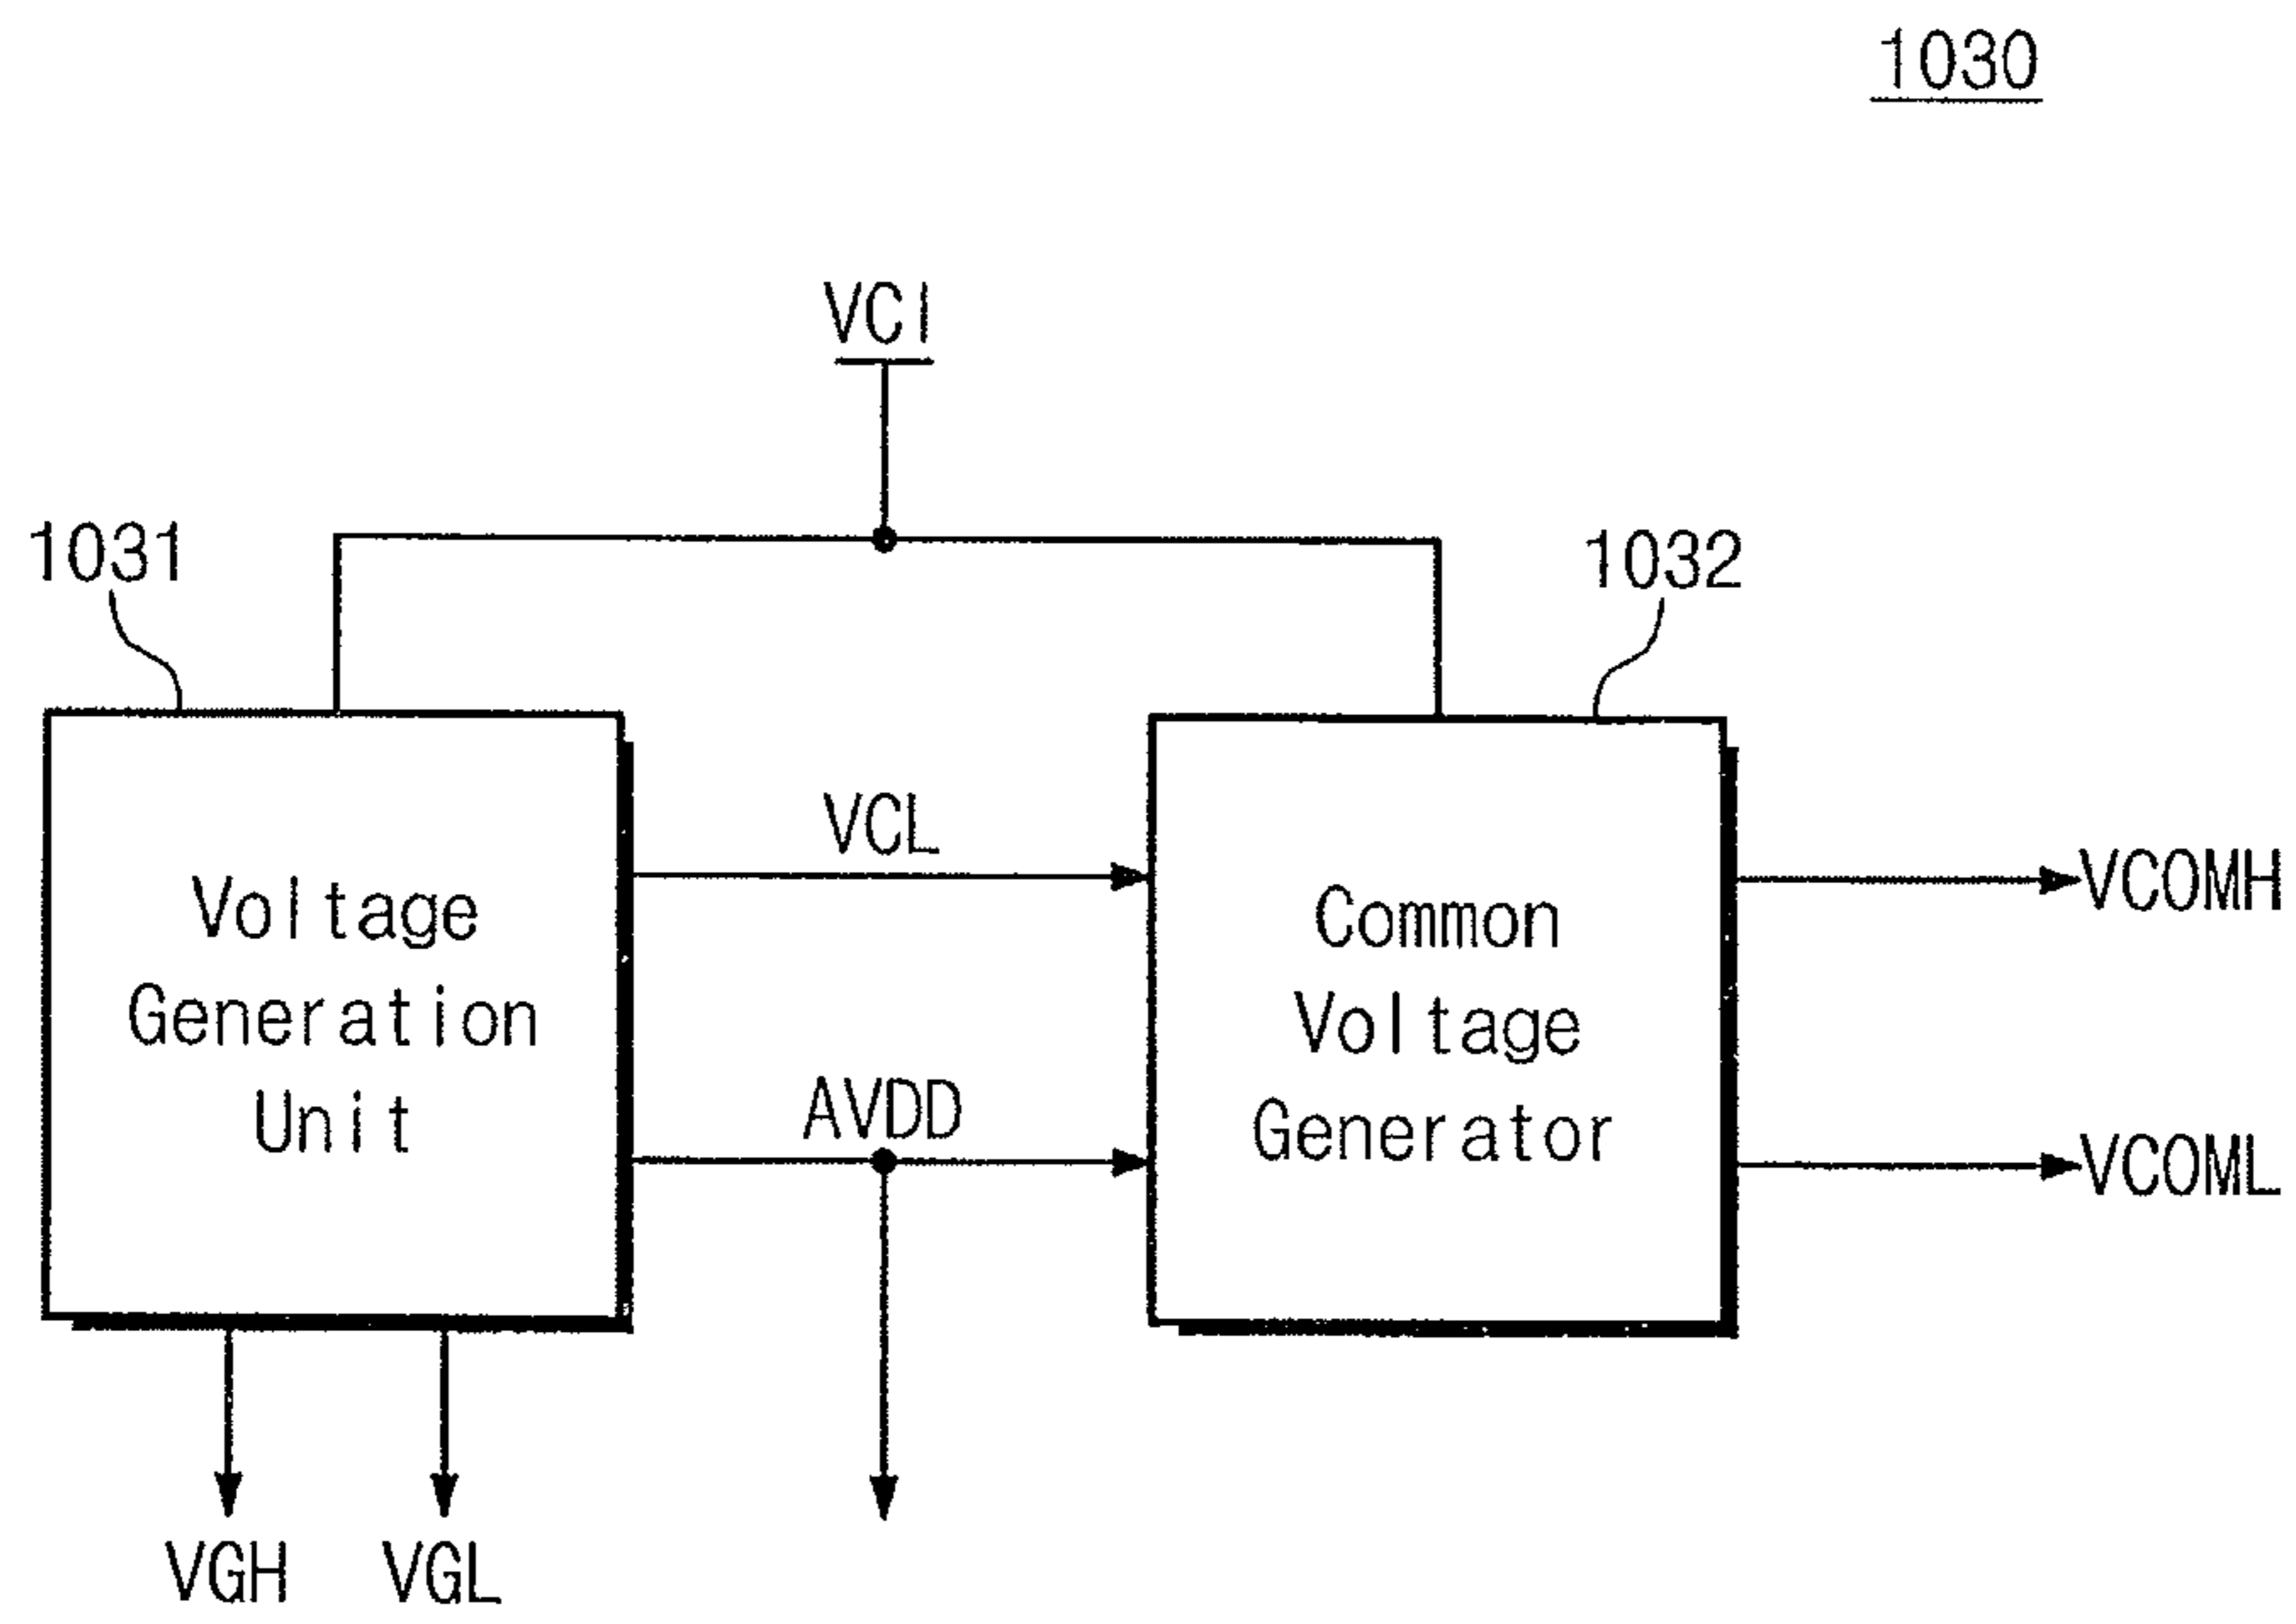 1030
VCI
1031
1032
VCL
Voltage
Generation
Unit
Common
Voltage
Generator
AVDD
VCOMH
VCOML
VGH
VGL